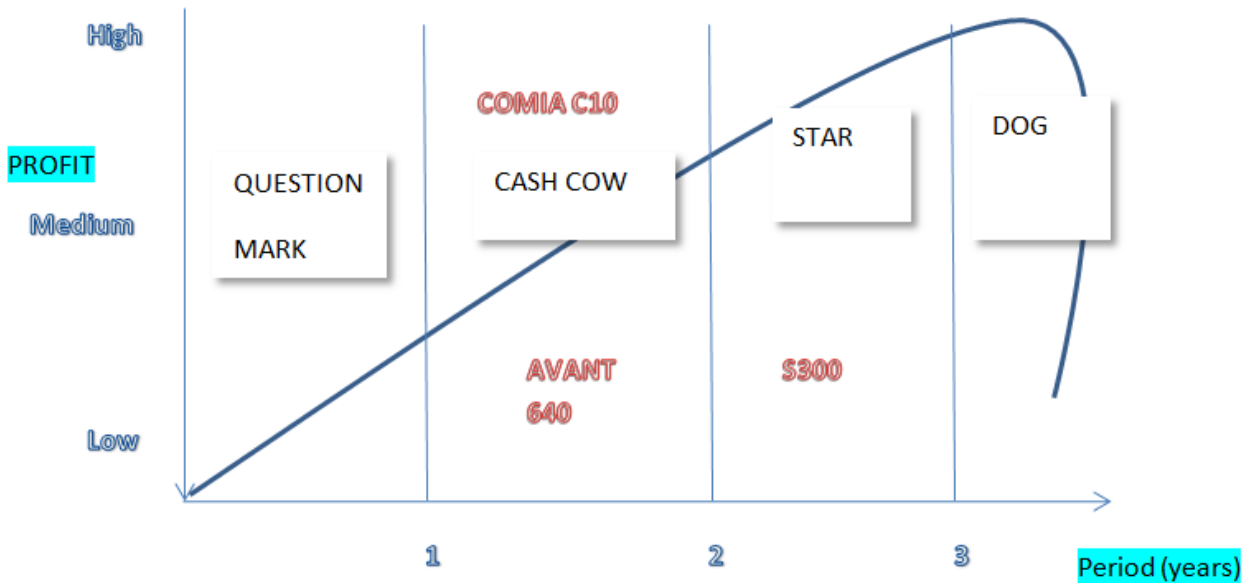 High
COMIA C10
STAR
DOG
PROFIT
QUESTION
MARK
CASH COW
Medium
AVANT
640
S300
Low
1
2
3
Period (years)